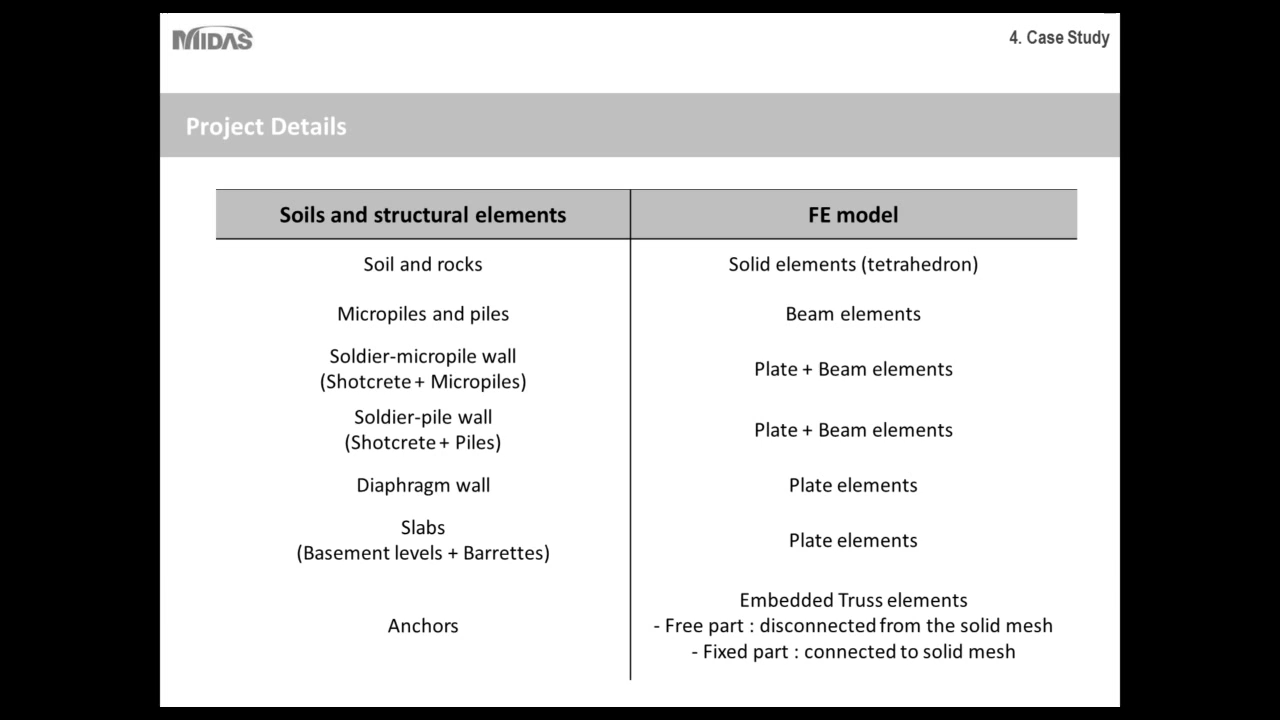 MIDAS
4. Case Study
Project Details
Soils and structural elements
FE model
Soil and rocks
Solid elements (tetrahedron)
Micropiles and piles
Beam elements
Soldier-micropile wall
(Shotcrete + Micropiles)
Plate + Beam elements
Soldier-pile wall
(Shotcrete + Piles)
Plate + Beam elements
Diaphragm wall
Plate elements
Slabs
(Basement levels + Barrettes)
Plate elements
Anchors
Embedded Truss elements
- Free part : disconnected from the solid mesh
- Fixed part : connected to solid mesh